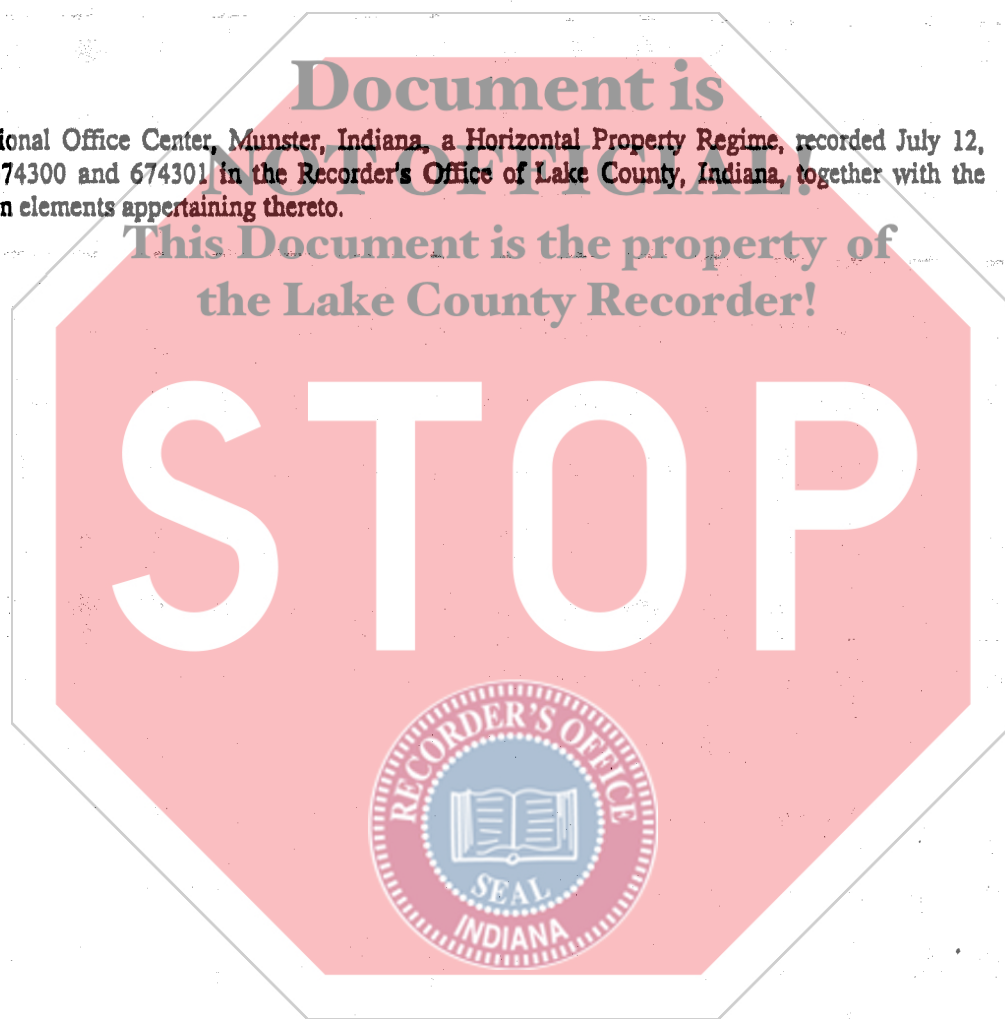 Document is
ional Office Center, Munster, Indiana, a Horizontal Property Regime, recorded July 12,
NOT OFFICIAL!
74300 and 674301 in the Recorder's Office of Lake County, Indiana, together with the
n elements appertaining thereto.
This Document is the property of
the Lake County Recorder!
STOP
RECORDER'S OFFICE
SEAL
INDIANA